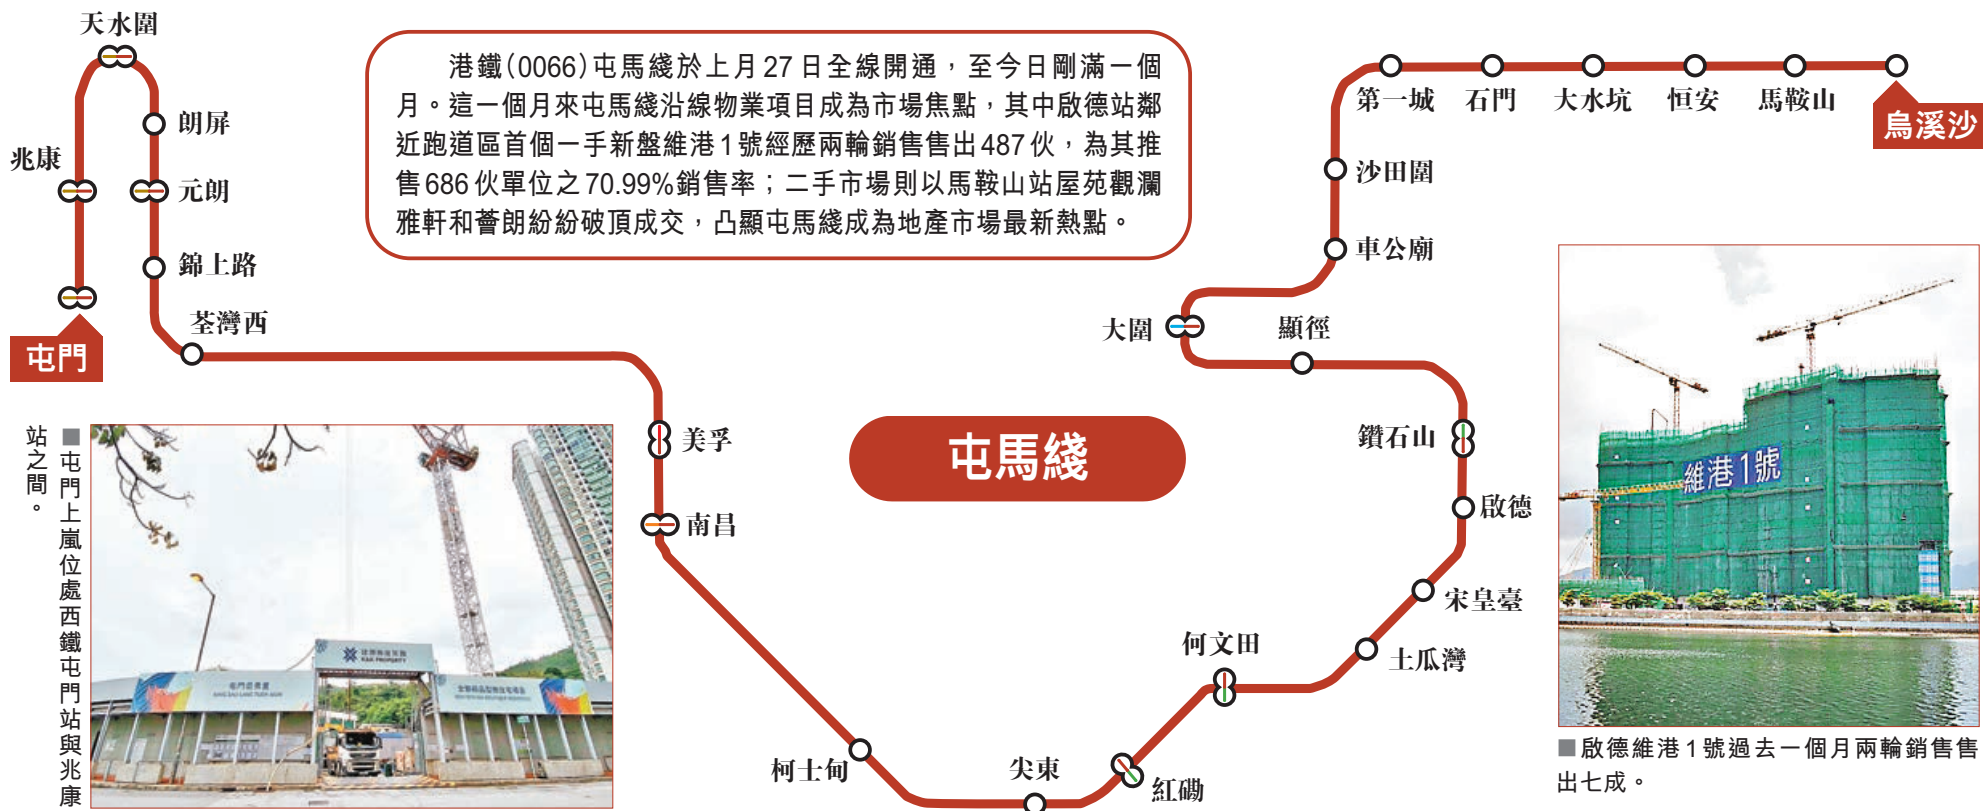 天水圍
朗屏
兆康
元朗
錦上路
荃灣西
屯門
港鐵（0066）屯馬綫於上月27日全線開通，至今日剛滿一個
月。這一個月來屯馬綫沿線物業項目成為市場焦點，其中啟德站鄰
近跑道區首個一手新盤維港1號經歷兩輪銷售售出487伙，為其推
售686伙單位之70.99%銷售率；二手市場則以馬鞍山站屋苑觀瀾
雅軒和薈朗紛紛破頂成交，凸顯屯馬綫成為地產市場最新熱點。
第一城
石門
大水坑
恒安
馬鞍山
烏溪沙
沙田圍
車公廟
大圍
顯徑
鑽石山
啟德
宋皇臺
土瓜灣
何文田
紅磡
尖東
柯士甸
南昌
美孚
屯馬綫
■屯門上嵐位處西鐵屯門站與兆康
站之間。
K&K PROPERTY
維港1號
■啟德維港1號過去一個月兩輪銷售售
出七成。